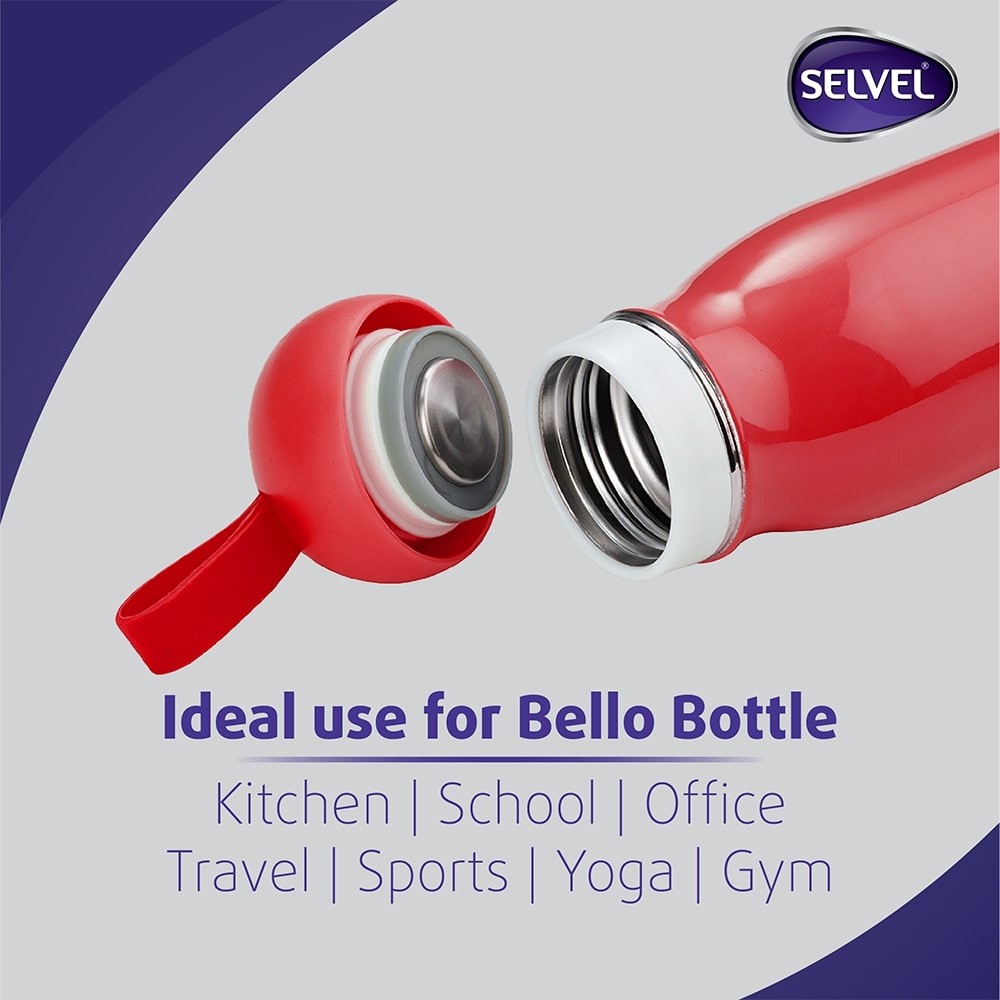 SELVEL®
Ideal use for Bello Bottle
Kitchen | School | Office
Travel | Sports | Yoga | Gym